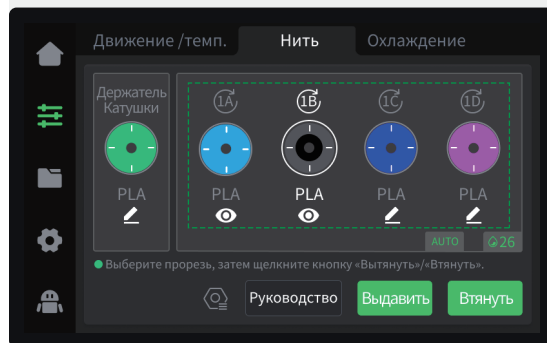 Движение /темп. Нить Охлаждение
Держатель
Катушки
1A 1B 1C 1D
PLA PLA PLA PLA PLA
AUTO 26
Выберите прорезь, затем щелкните кнопку «Вытянуть»/«Втянуть».
Руководство Выдавить Втянуть